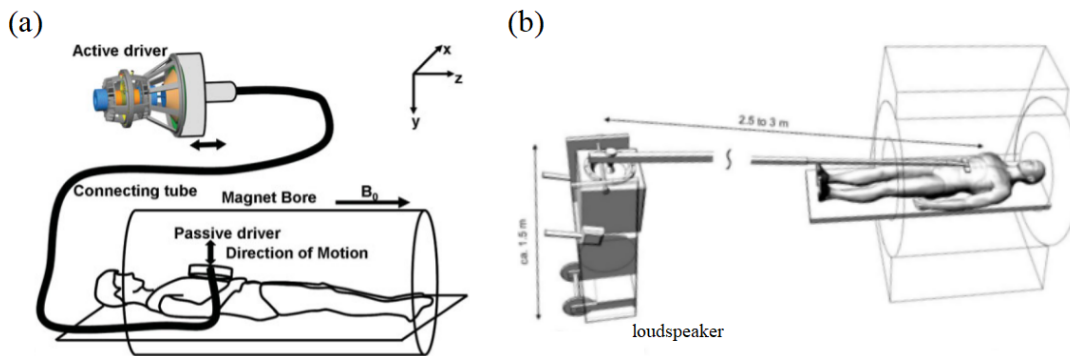 (a)
Active driver
x
z
y
Connecting tube
Magnet Bore
B₀
Passive driver
Direction of Motion
(b)
2.5 to 3 m
ca. 1.5 m
loudspeaker